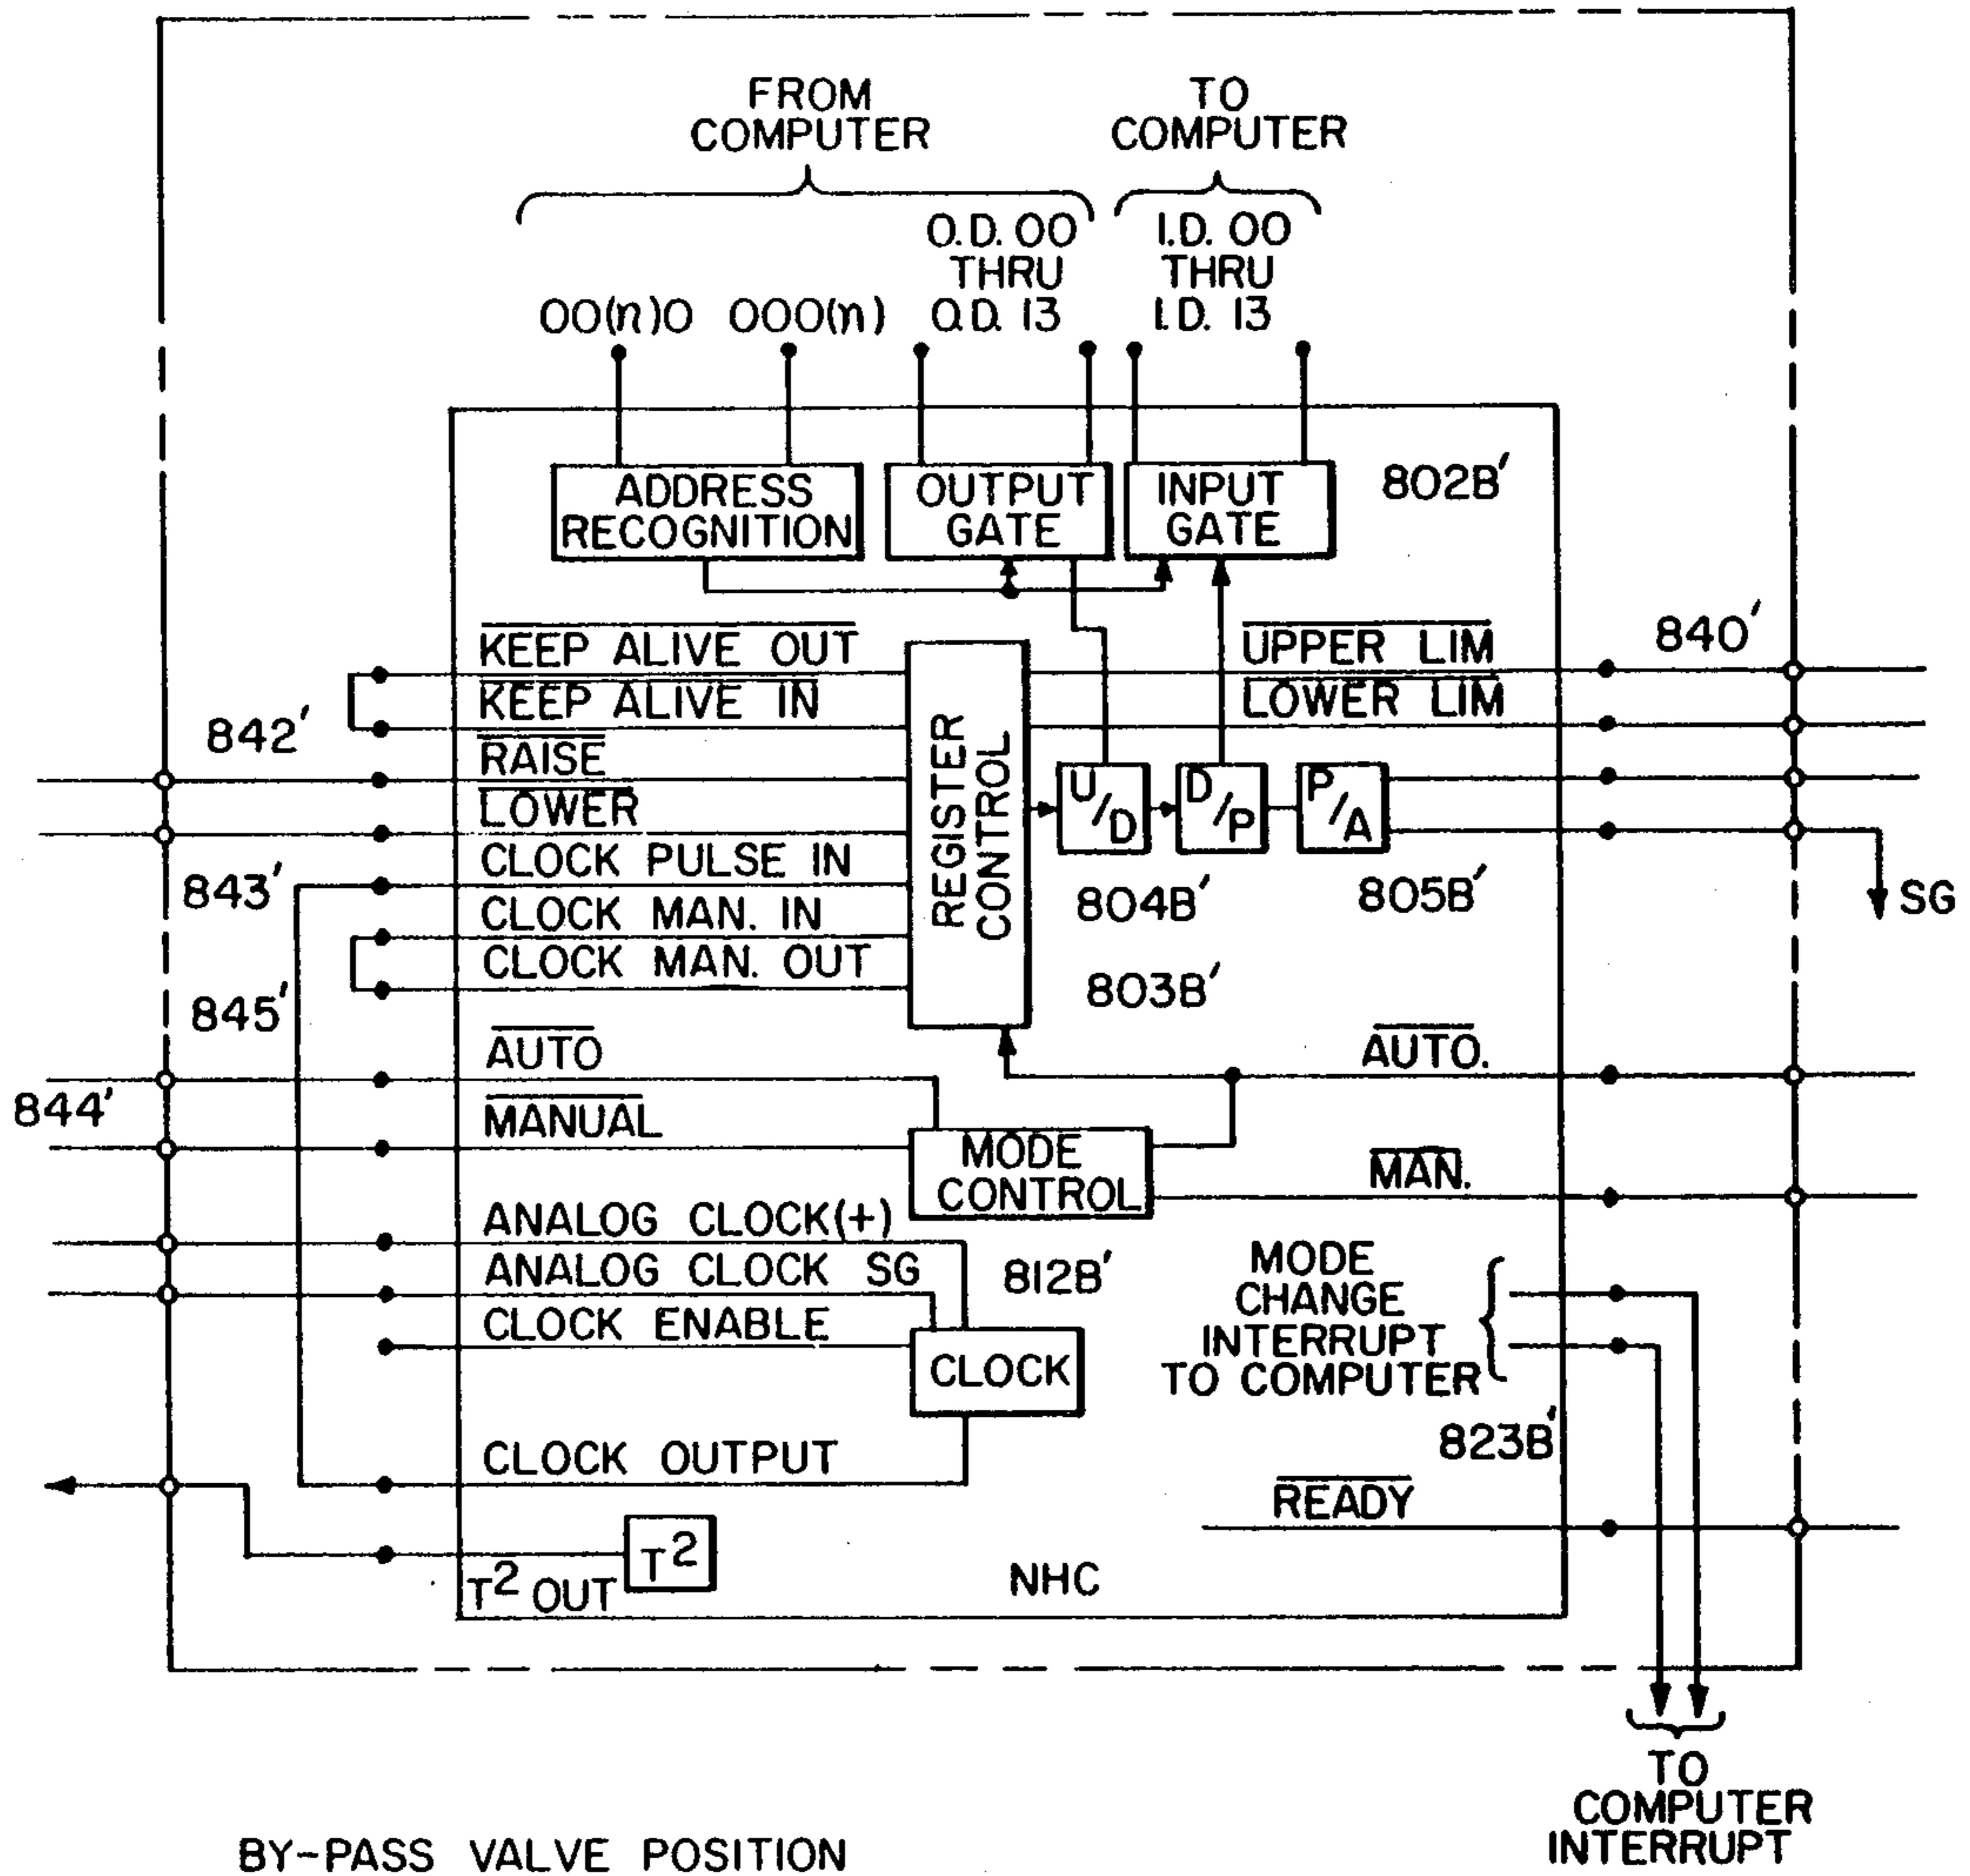 FROM
COMPUTER
TO
COMPUTER
O.D. 00
THRU
O.D. 13
I.D. 00
THRU
I.D. 13
00(n)0 000(n)
ADDRESS
RECOGNITION
OUTPUT
GATE
INPUT
GATE
802B'
KEEP ALIVE OUT
KEEP ALIVE IN
RAISE
LOWER
CLOCK PULSE IN
CLOCK MAN. IN
CLOCK MAN. OUT
842'
843'
845'
844'
REGISTER
CONTROL
U/D
D/P
P/A
UPPER LIM
LOWER LIM
840'
804B'
805B'
SG
803B'
AUTO
MANUAL
MODE
CONTROL
AUTO.
MAN.
ANALOG CLOCK(+)
ANALOG CLOCK SG
CLOCK ENABLE
812B'
CLOCK
CLOCK OUTPUT
MODE
CHANGE
INTERRUPT
TO COMPUTER
823B'
READY
T²
T² OUT
NHC
TO
COMPUTER
INTERRUPT
BY-PASS VALVE POSITION